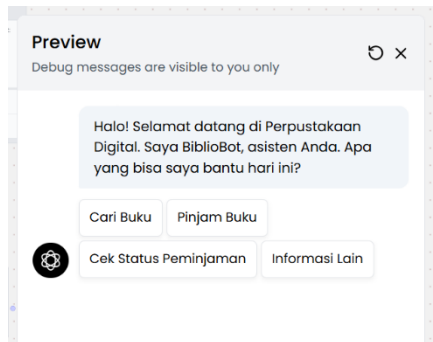 Preview
Debug messages are visible to you only
Halo! Selamat datang di Perpustakaan
Digital. Saya BiblioBot, asisten Anda. Apa
yang bisa saya bantu hari ini?
Cari Buku
Pinjam Buku
Cek Status Peminjaman
Informasi Lain